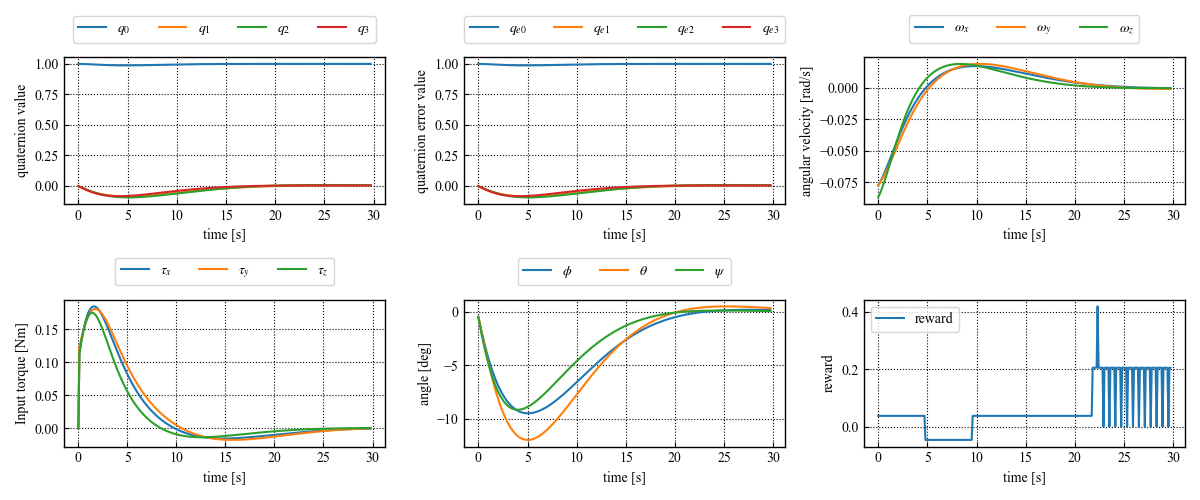 q0 q1 q2 q3
quaternion value
1.00
0.75
0.50
0.25
0.00
0 5 10 15 20 25 30
time [s]
qe0 qe1 qe2 qe3
quaternion error value
1.00
0.75
0.50
0.25
0.00
0 5 10 15 20 25 30
time [s]
ωx ωy ωz
angular velocity [rad/s]
0.000
−0.025
−0.050
−0.075
0 5 10 15 20 25 30
time [s]
τx τy τz
Input torque [Nm]
0.15
0.10
0.05
0.00
0 5 10 15 20 25 30
time [s]
ϕ θ ψ
angle [deg]
0
−5
−10
0 5 10 15 20 25 30
time [s]
reward
reward
0.4
0.2
0.0
0 5 10 15 20 25 30
time [s]